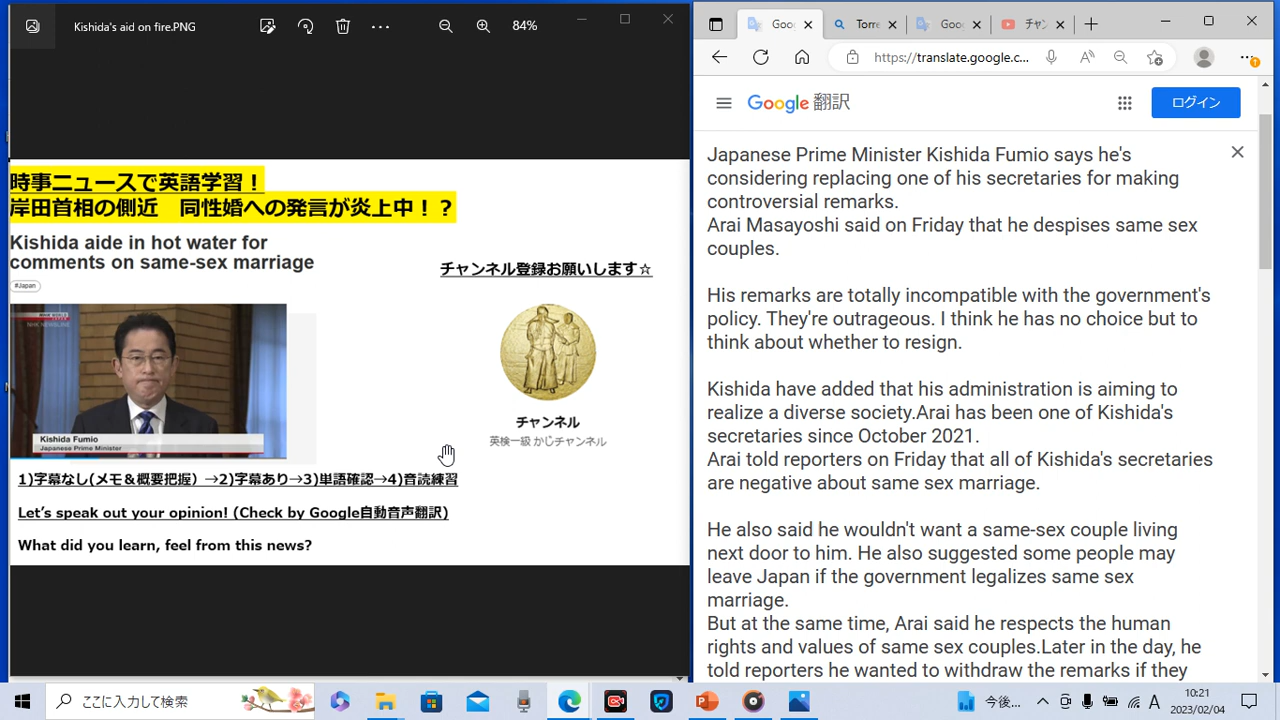 Kishida's aid on fire.PNG
84%
時事ニュースで英語学習！
岸田首相の側近　同性婚への発言が炎上中！？
Kishida aide in hot water for
comments on same-sex marriage
#Japan
チャンネル登録お願いします☆
NHK WORLD
NHK NEWSLINE
Kishida Fumio
Japanese Prime Minister
チャンネル
英検一級 かじチャンネル
1)字幕なし(メモ＆概要把握）→2)字幕あり→3)単語確認→4)音読練習
Let's speak out your opinion! (Check by Google自動音声翻訳)
What did you learn, feel from this news?
Goo
Torre
Goo
チャン
https://translate.google.c...
Google 翻訳
ログイン
Japanese Prime Minister Kishida Fumio says he's
considering replacing one of his secretaries for making
controversial remarks.
Arai Masayoshi said on Friday that he despises same sex
couples.
His remarks are totally incompatible with the government's
policy. They're outrageous. I think he has no choice but to
think about whether to resign.
Kishida have added that his administration is aiming to
realize a diverse society.Arai has been one of Kishida's
secretaries since October 2021.
Arai told reporters on Friday that all of Kishida's secretaries
are negative about same sex marriage.
He also said he wouldn't want a same-sex couple living
next door to him. He also suggested some people may
leave Japan if the government legalizes same sex
marriage.
But at the same time, Arai said he respects the human
rights and values of same sex couples.Later in the day, he
told reporters he wanted to withdraw the remarks if they
ここに入力して検索
今後...
A
10:21
2023/02/04